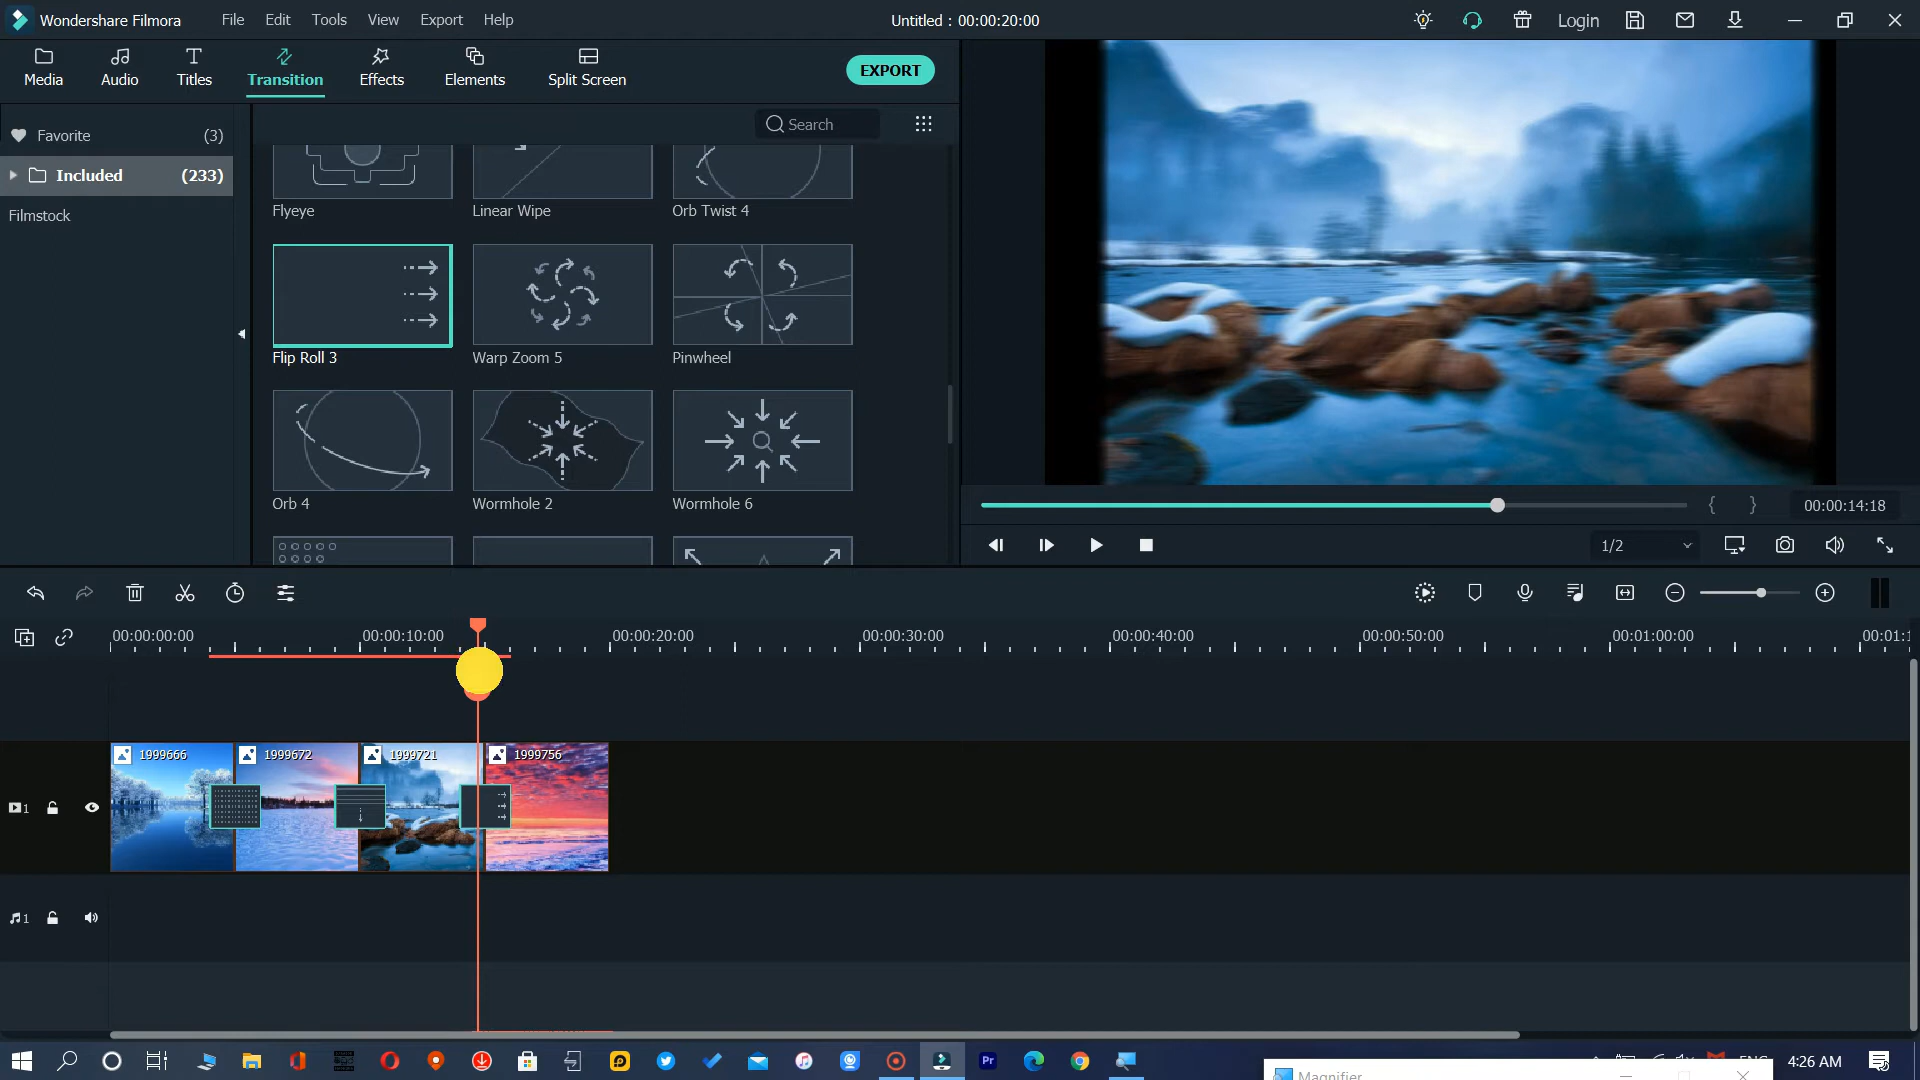 Wondershare Filmora
File Edit Tools View Export Help
Untitled : 00:00:20:00
Login
Media Audio Titles Transition Effects Elements Split Screen
EXPORT
Favorite (3)
Included (233)
Filmstock
Search
Flyeye Linear Wipe Orb Twist 4
Flip Roll 3 Warp Zoom 5 Pinwheel
Orb 4 Wormhole 2 Wormhole 6
{ } 00:00:14:18
1/2
00:00:00:00 00:00:10:00 00:00:20:00 00:00:30:00 00:00:40:00 00:00:50:00 00:01:00:00
1999666 1999672 1999721 1999756
1
1
Pr
4:26 AM
Magnifier